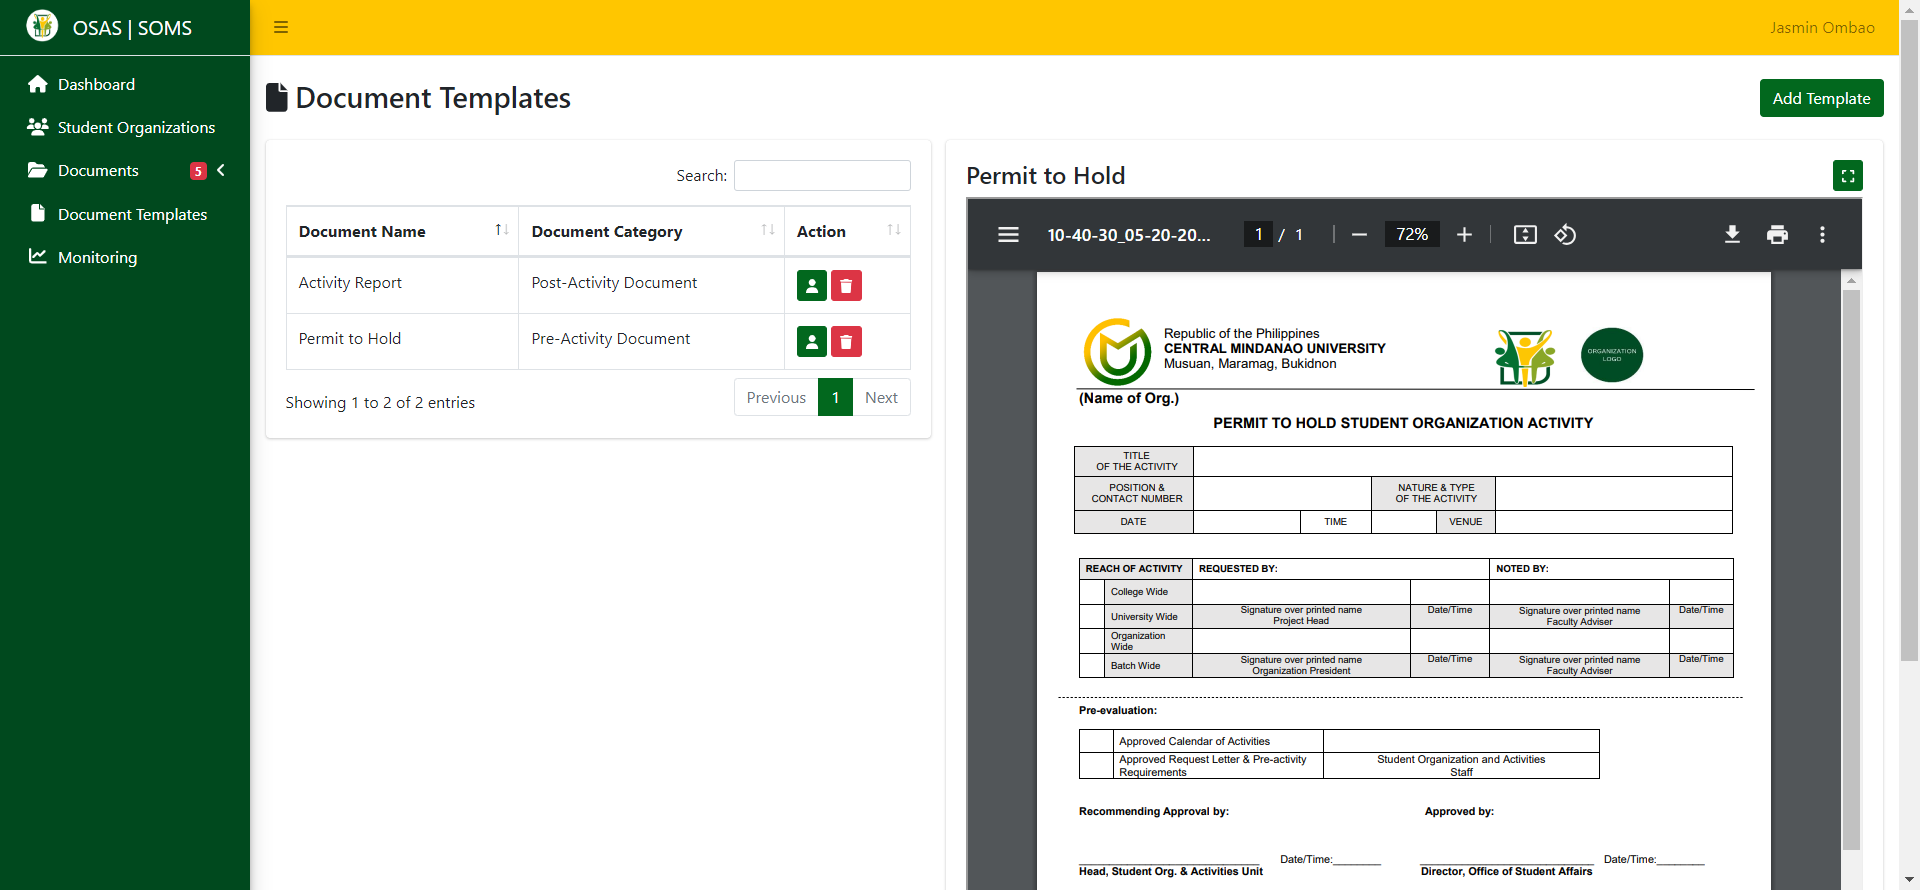 OSAS | SOMS
Jasmin Ombao
Dashboard
Student Organizations
Documents 5
Document Templates
Monitoring
Document Templates
Add Template
Search:
Document Name Document Category Action
Activity Report Post-Activity Document
Permit to Hold Pre-Activity Document
Showing 1 to 2 of 2 entries
Previous 1 Next
Permit to Hold
10-40-30_05-20-20... 1 / 1 72%
Republic of the Philippines
CENTRAL MINDANAO UNIVERSITY
Musuan, Maramag, Bukidnon
ORGANIZATION
LOGO
(Name of Org.)
PERMIT TO HOLD STUDENT ORGANIZATION ACTIVITY
TITLE
OF THE ACTIVITY
POSITION &
CONTACT NUMBER
NATURE & TYPE
OF THE ACTIVITY
DATE TIME VENUE
REACH OF ACTIVITY REQUESTED BY: NOTED BY:
College Wide
University Wide
Signature over printed name
Project Head
Date/Time
Signature over printed name
Faculty Adviser
Date/Time
Organization
Wide
Batch Wide
Signature over printed name
Organization President
Date/Time
Signature over printed name
Faculty Adviser
Date/Time
Pre-evaluation:
Approved Calendar of Activities
Approved Request Letter & Pre-activity
Requirements
Student Organization and Activities
Staff
Recommending Approval by: Approved by:
Date/Time:________ Date/Time:________
Head, Student Org. & Activities Unit Director, Office of Student Affairs